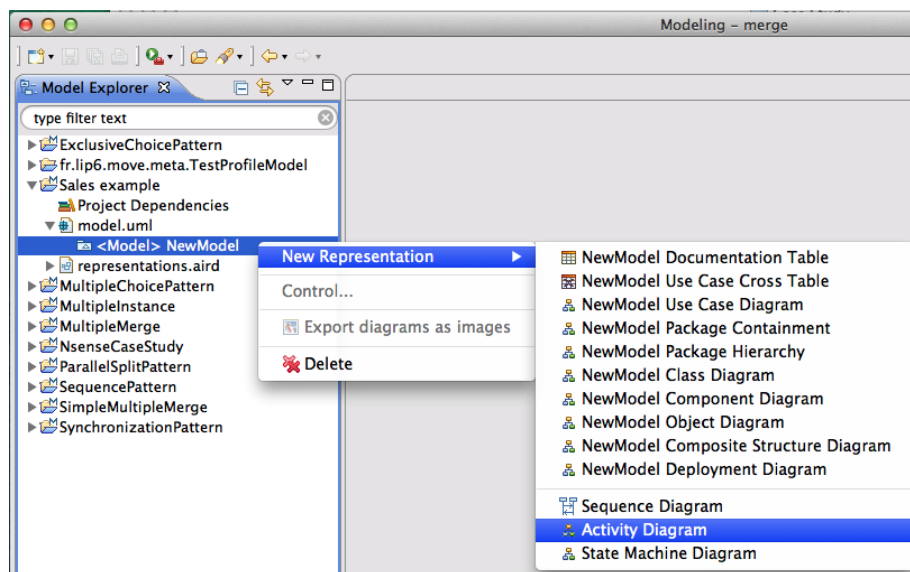 Modeling – merge
Model Explorer
type filter text
ExclusiveChoicePattern
fr.lip6.move.meta.TestProfileModel
Sales example
Project Dependencies
model.uml
<Model> NewModel
representations.aird
MultipleChoicePattern
MultipleInstance
MultipleMerge
NsenseCaseStudy
ParallelSplitPattern
SequencePattern
SimpleMultipleMerge
SynchronizationPattern
New Representation
Control...
Export diagrams as images
Delete
NewModel Documentation Table
NewModel Use Case Cross Table
NewModel Use Case Diagram
NewModel Package Containment
NewModel Package Hierarchy
NewModel Class Diagram
NewModel Component Diagram
NewModel Object Diagram
NewModel Composite Structure Diagram
NewModel Deployment Diagram
Sequence Diagram
Activity Diagram
State Machine Diagram